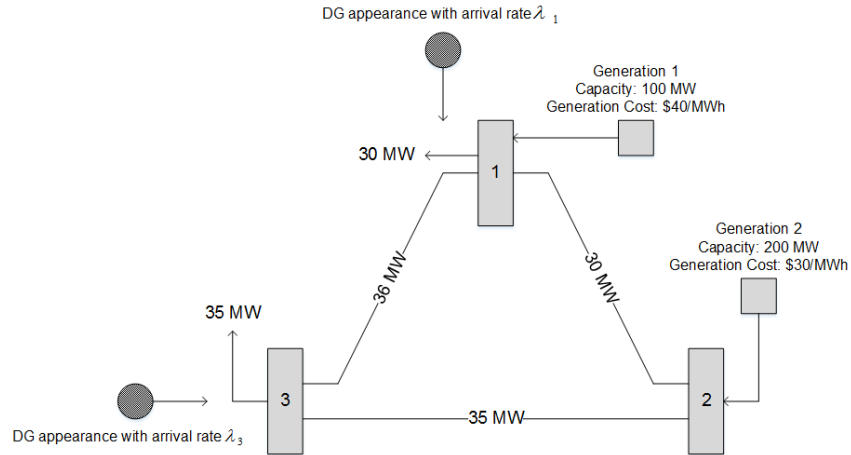 DG appearance with arrival rate λ 1
Generation 1
Capacity: 100 MW
Generation Cost: $40/MWh
30 MW
1
Generation 2
Capacity: 200 MW
Generation Cost: $30/MWh
36 MW
30 MW
35 MW
3
2
35 MW
DG appearance with arrival rate λ3